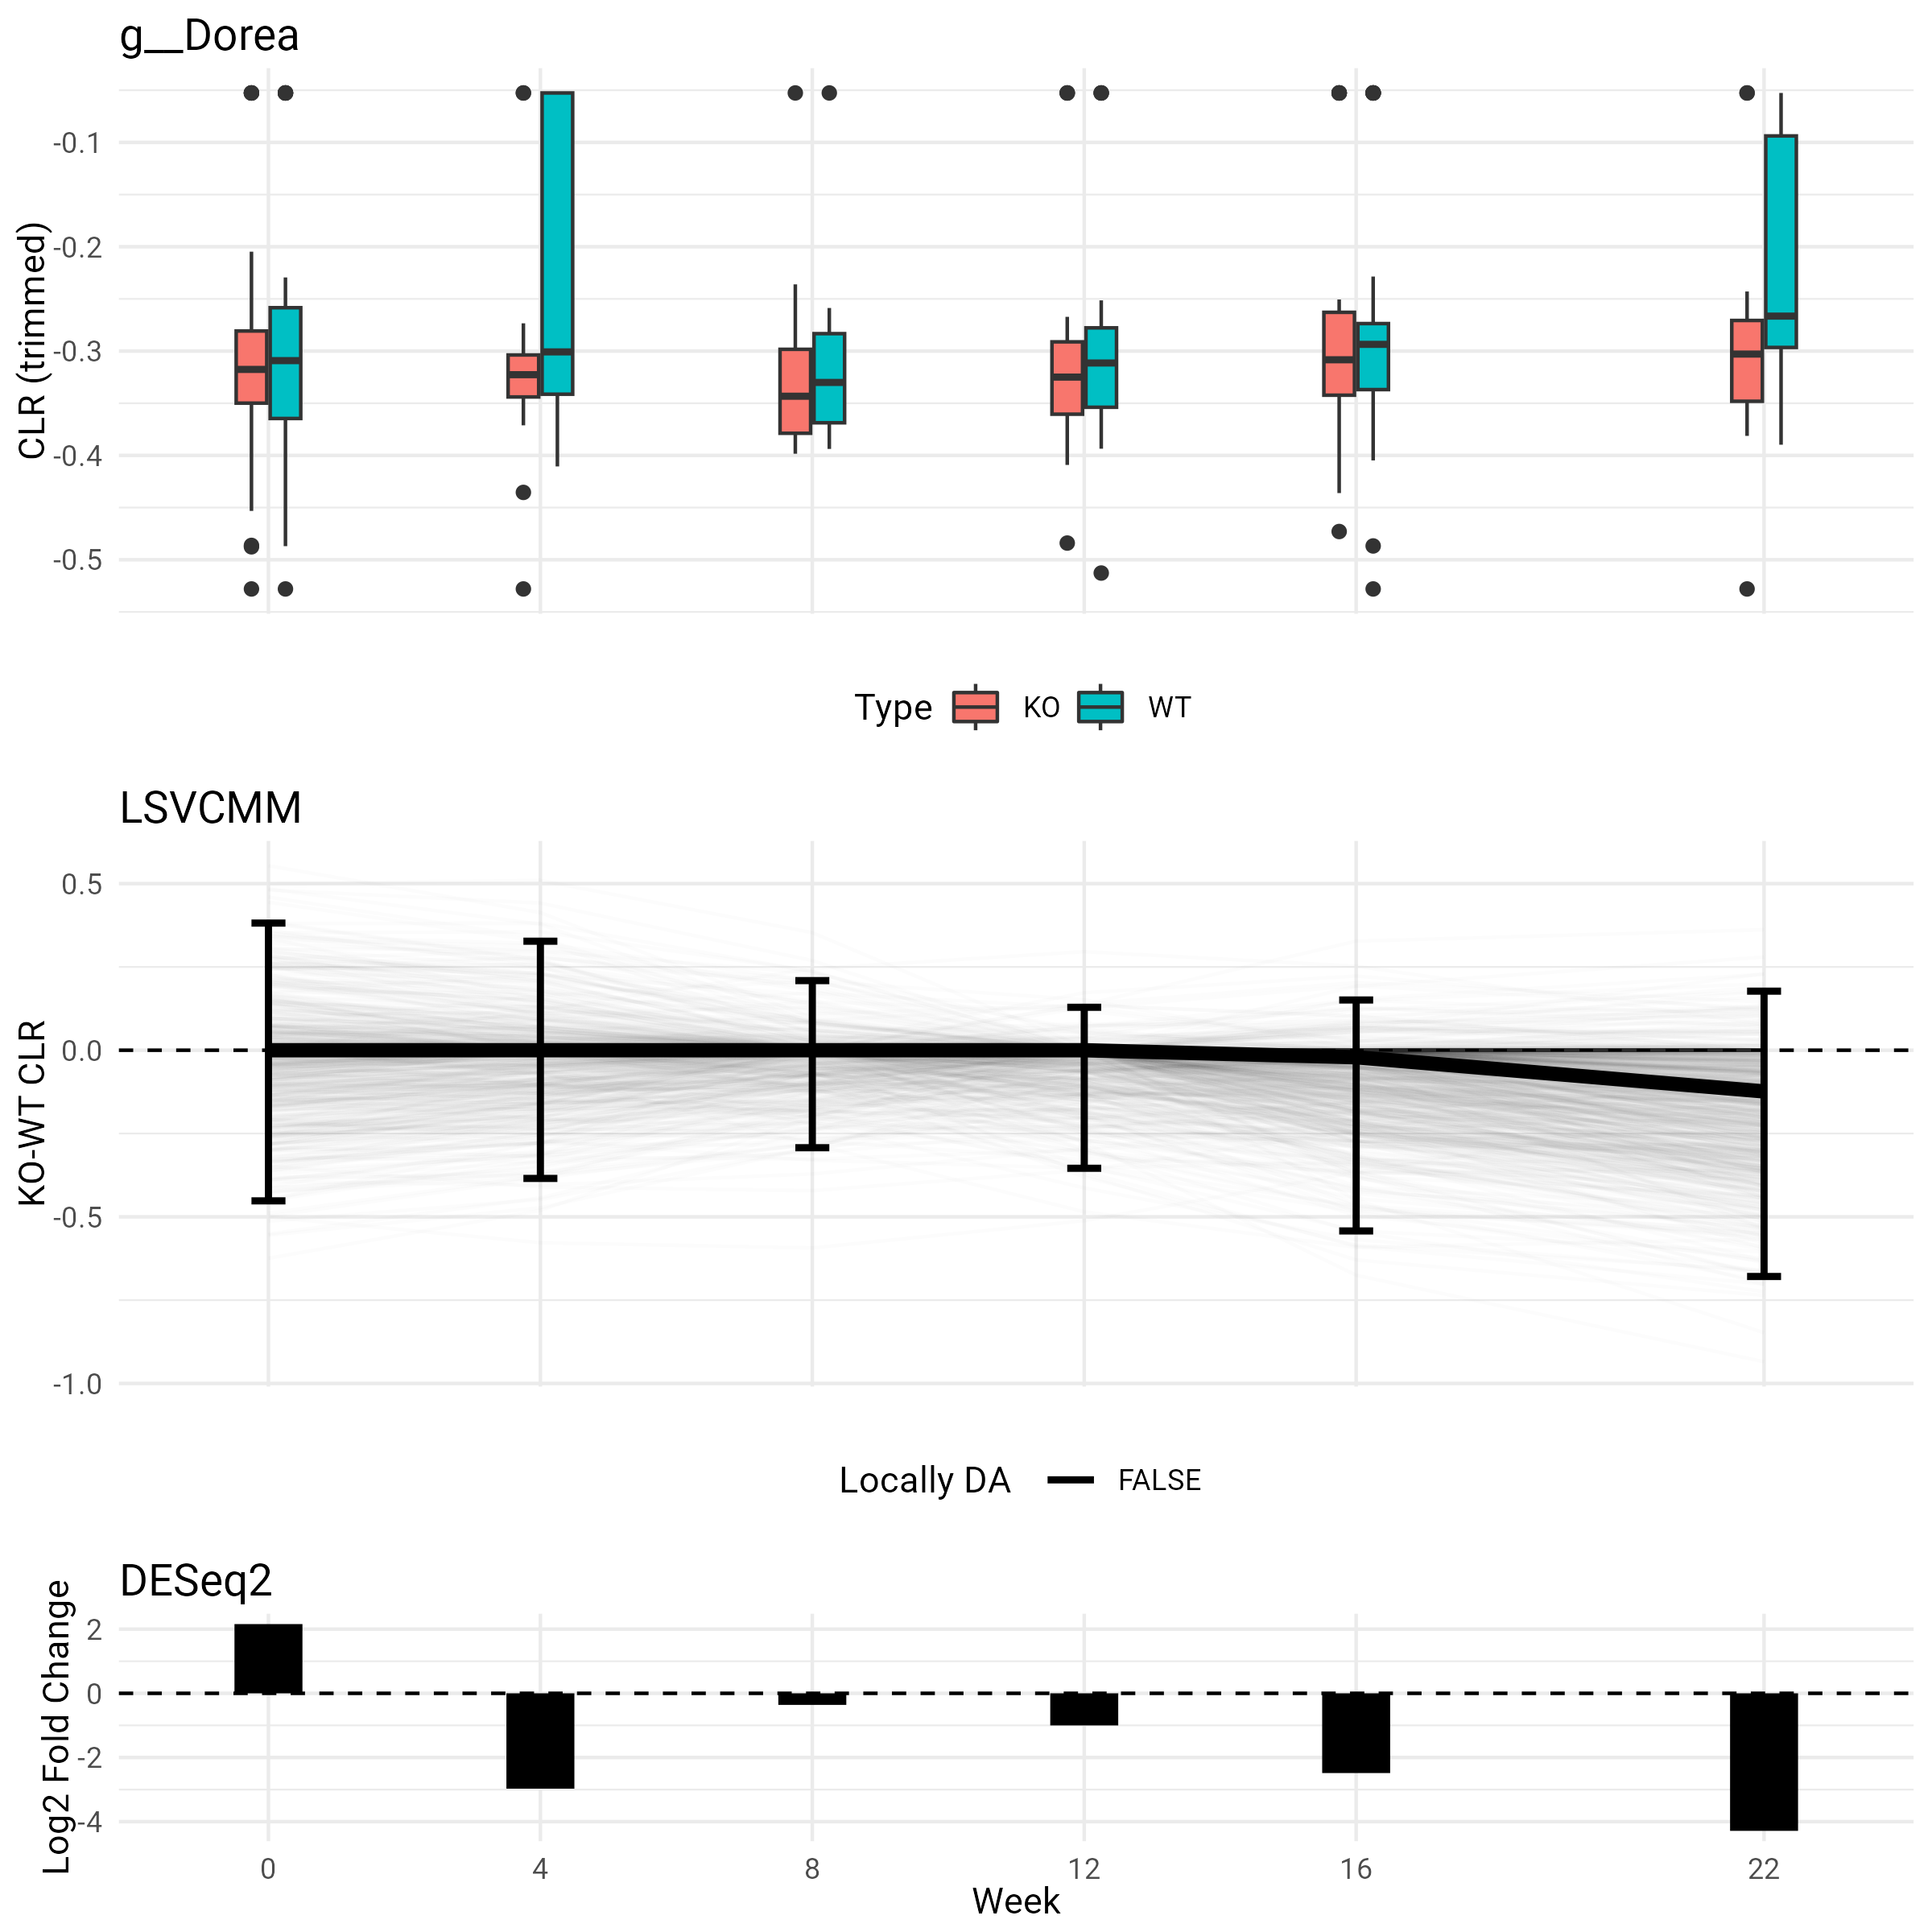 g__Dorea
CLR (trimmed)
-0.1
-0.2
-0.3
-0.4
-0.5
Type KO WT
LSVCMM
KO-WT CLR
0.5
0.0
-0.5
-1.0
Locally DA FALSE
DESeq2
Log2 Fold Change
2
0
-2
-4
0 4 8 12 16 22
Week